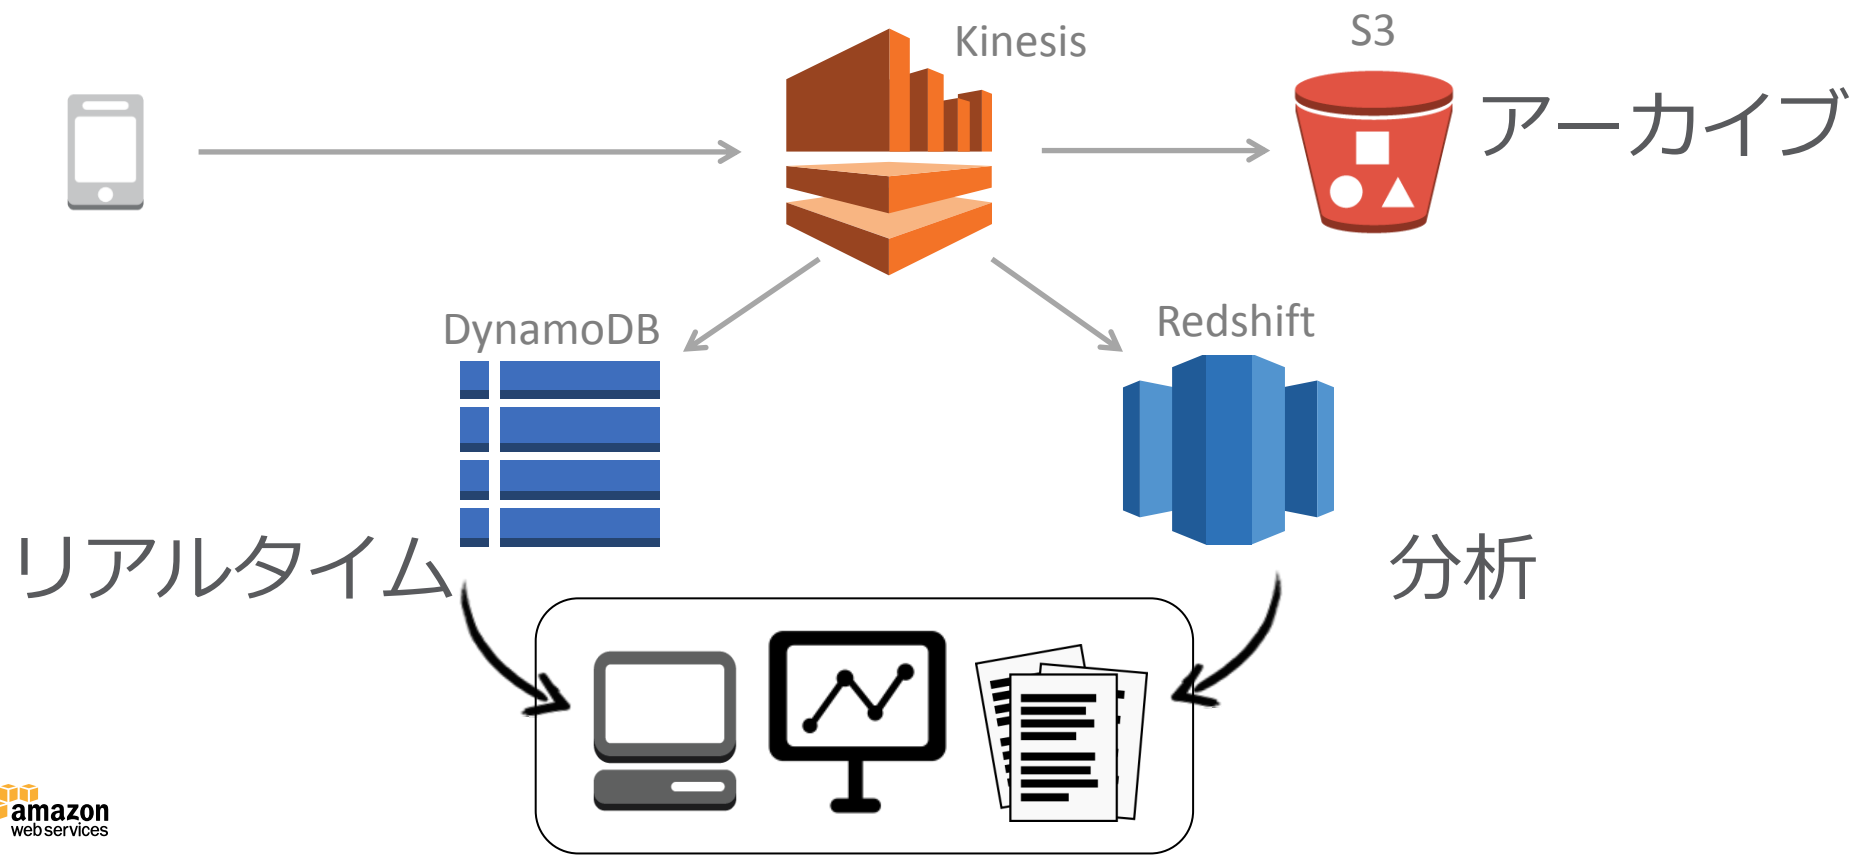 Kinesis
S3
アーカイブ
DynamoDB
Redshift
リアルタイム
分析
amazon
web services